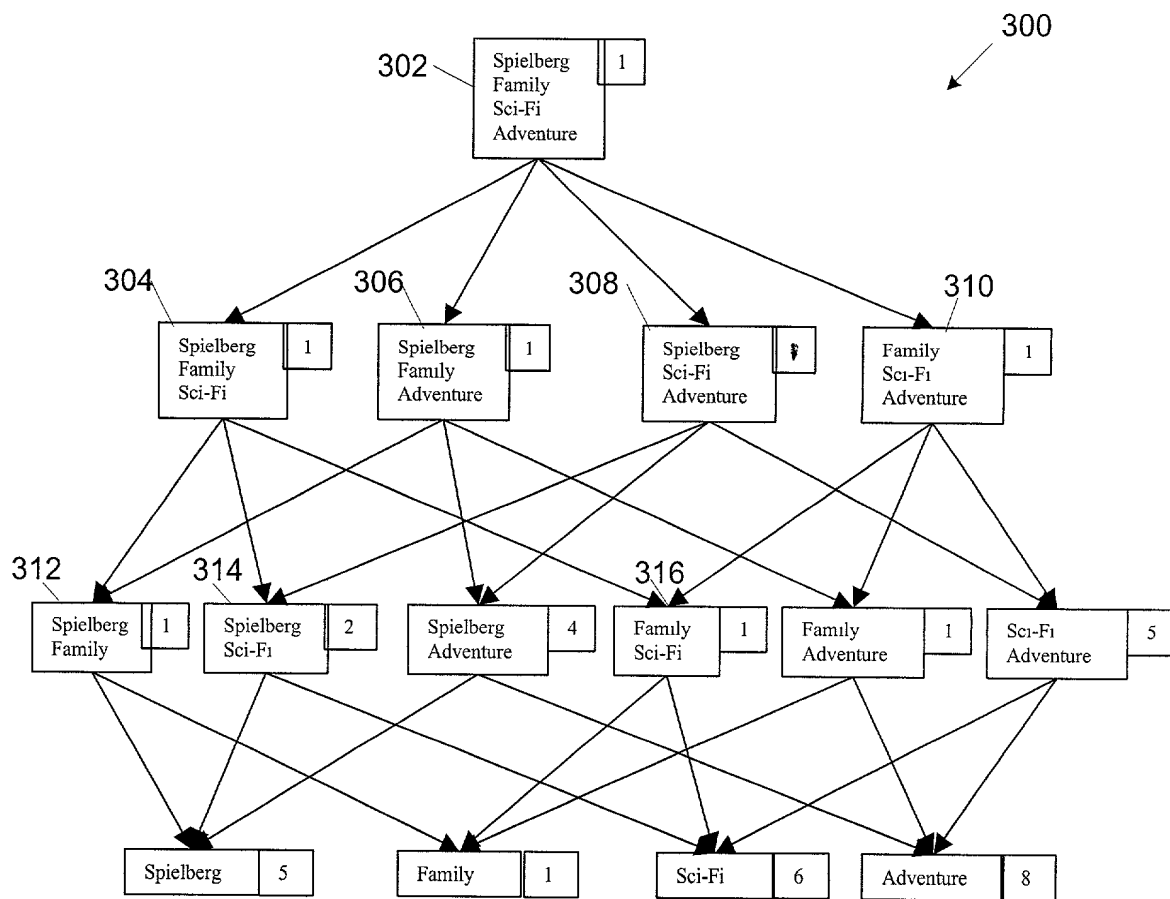 300
302
Spielberg
Family
Sci-Fi
Adventure
1
304
306
308
310
Spielberg
Family
Sci-Fi
1
Spielberg
Family
Adventure
1
Spielberg
Sci-Fi
Adventure
Family
Sci-Fi
Adventure
1
312
314
316
Spielberg
Family
1
Spielberg
Sci-Fi
2
Spielberg
Adventure
4
Family
Sci-Fi
1
Family
Adventure
1
Sci-Fi
Adventure
5
Spielberg
5
Family
1
Sci-Fi
6
Adventure
8